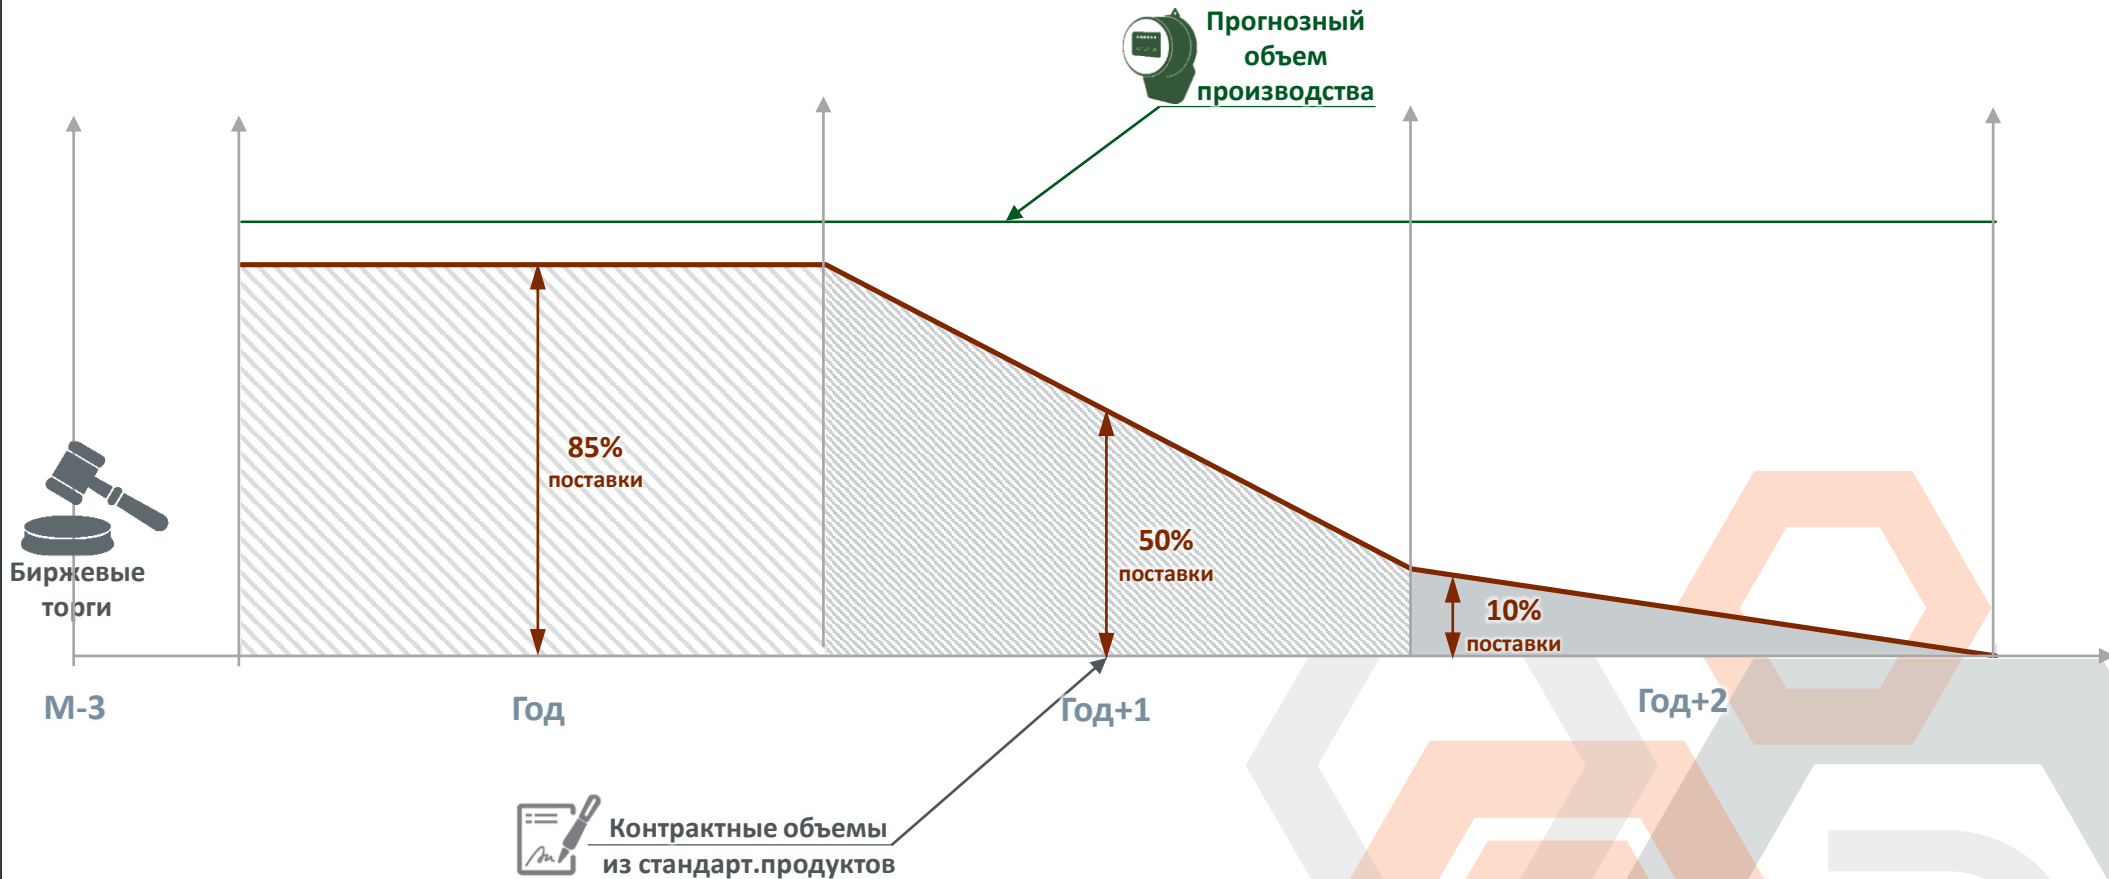 Прогнозный
объем
производства
85%
поставки
50%
поставки
10%
поставки
Биржевые
торги
М-3
Год
Год+1
Год+2
Контрактные объемы
из стандарт.продуктов